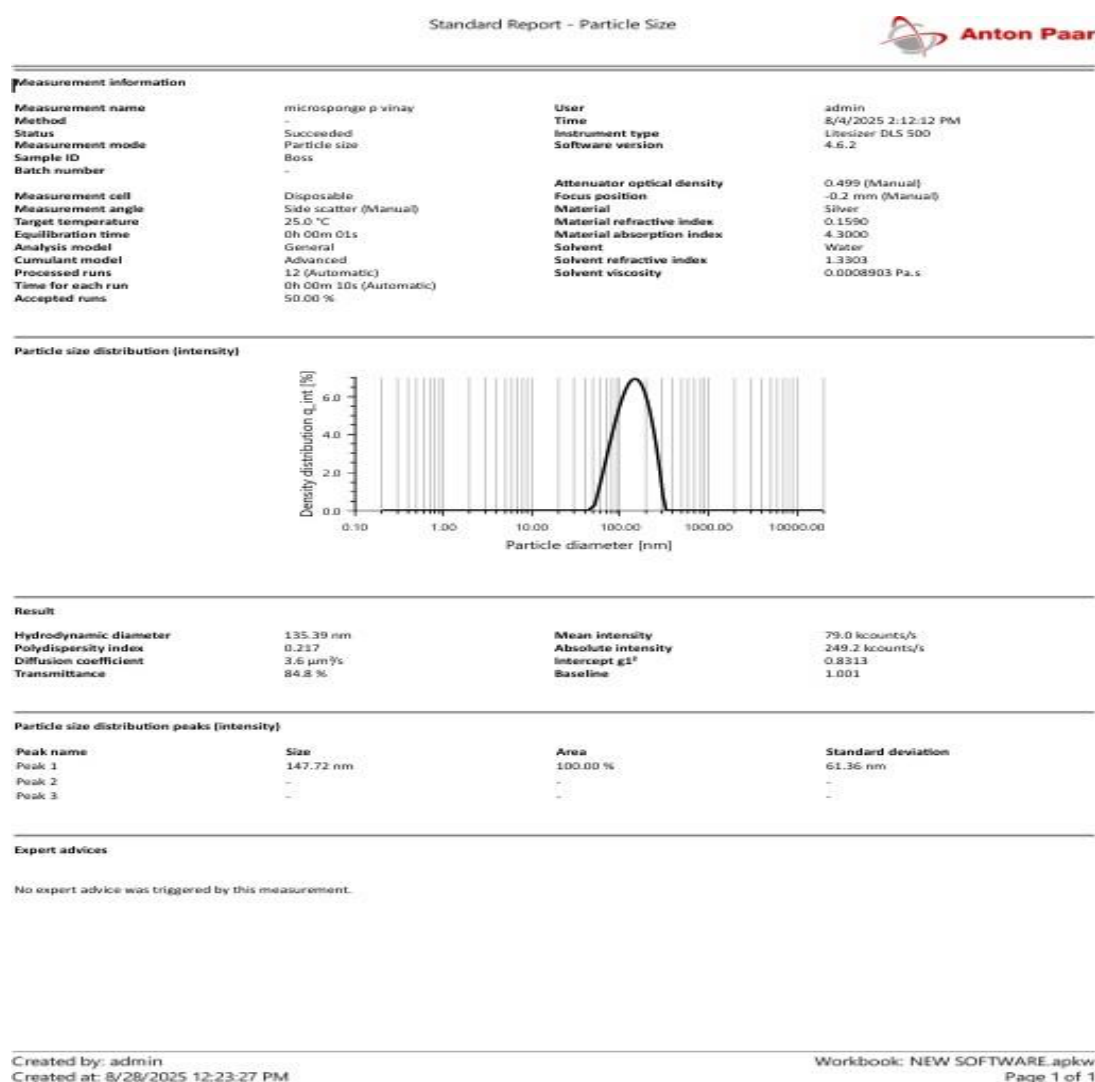 Standard Report - Particle Size
Anton Paar
Measurement information
Measurement name microsponge p vinay User admin
Method - Time 8/4/2025 2:12:12 PM
Status Succeeded Instrument type Litesizer DLS 500
Measurement mode Particle size Software version 4.6.2
Sample ID Boss
Batch number -
Attenuator optical density 0.499 (Manual)
Measurement cell Disposable Focus position -0.2 mm (Manual)
Measurement angle Side scatter (Manual) Material Silver
Target temperature 25.0 °C Material refractive index 0.1590
Equilibration time 0h 00m 01s Material absorption index 4.3000
Analysis model General Solvent Water
Cumulant model Advanced Solvent refractive index 1.3303
Processed runs 12 (Automatic) Solvent viscosity 0.0008903 Pa.s
Time for each run 0h 00m 10s (Automatic)
Accepted runs 50.00 %
Particle size distribution (intensity)
Density distribution q_int [%]
6.0
4.0
2.0
0.0
0.10 1.00 10.00 100.00 1000.00 10000.00
Particle diameter [nm]
Result
Hydrodynamic diameter 135.39 nm Mean intensity 79.0 kcounts/s
Polydispersity index 0.217 Absolute intensity 249.2 kcounts/s
Diffusion coefficient 3.6 µm²/s Intercept g1² 0.8313
Transmittance 84.8 % Baseline 1.001
Particle size distribution peaks (intensity)
Peak name Size Area Standard deviation
Peak 1 147.72 nm 100.00 % 61.36 nm
Peak 2 - - -
Peak 3 - - -
Expert advices
No expert advice was triggered by this measurement.
Created by: admin Workbook: NEW SOFTWARE.apkw
Created at: 8/28/2025 12:23:27 PM Page 1 of 1